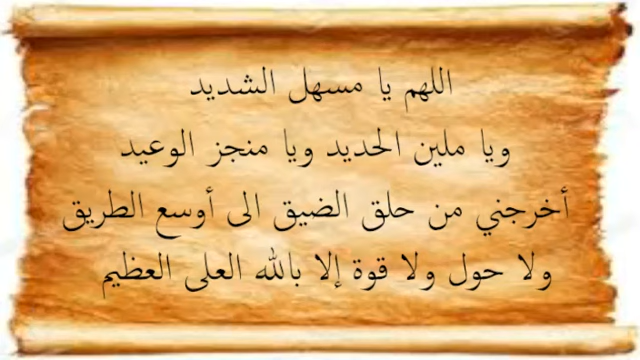 اللهم يا مسهل الشديد
ويا ملين الحديد ويا منجز الوعيد
أخرجني من حلق الضيق الى أوسع الطريق
ولا حول ولا قوة إلا بالله العلى العظيم